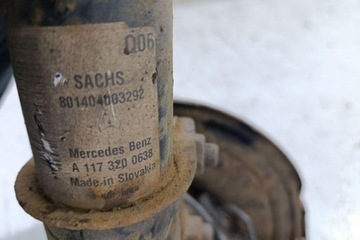 006
SACHS
801404003292
Mercedes Benz
A 117 320 0638
Made in Slovakia